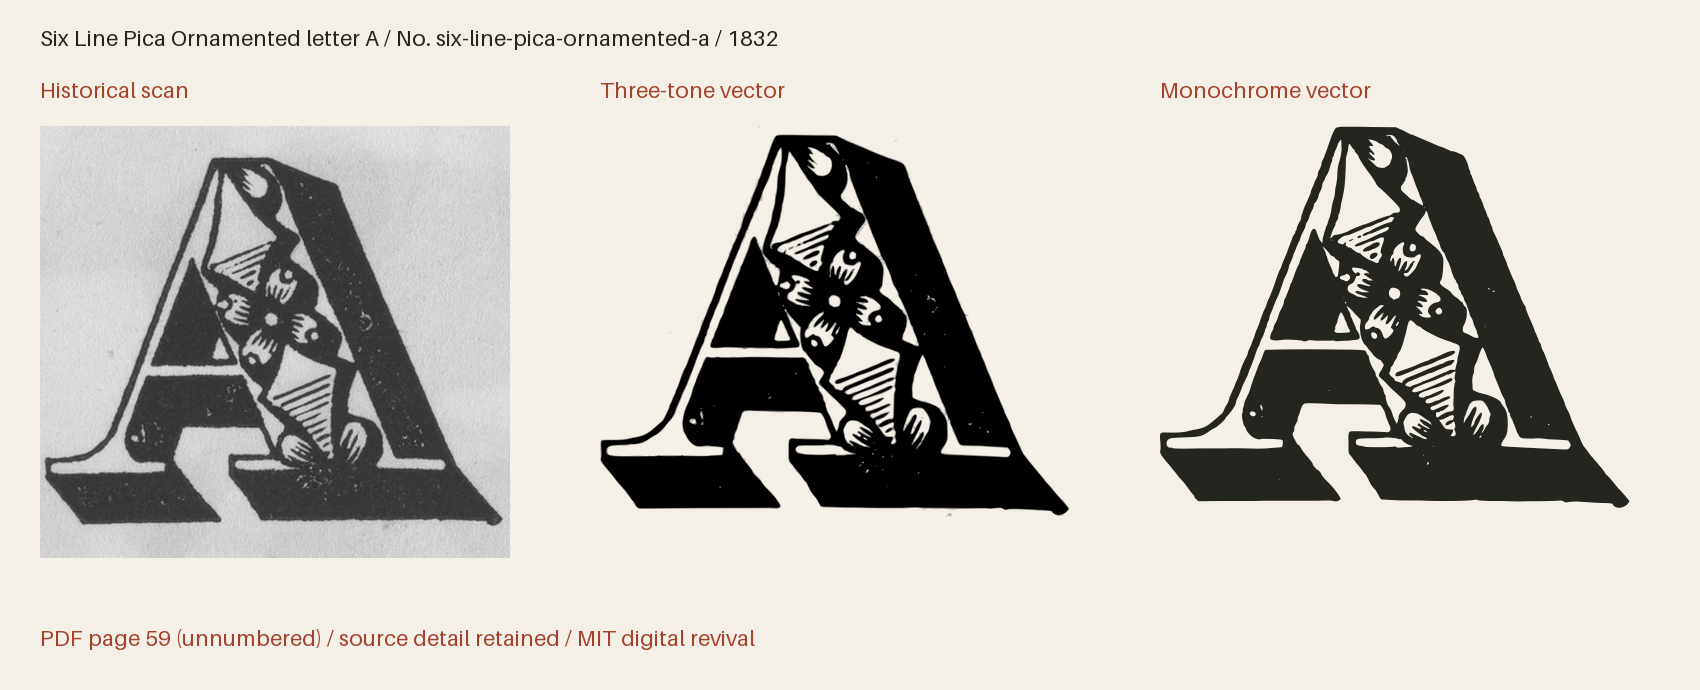 Six Line Pica Ornamented letter A / No. six-line-pica-ornamented-a / 1832
Historical scan
Three-tone vector
Monochrome vector
A
A
A
PDF page 59 (unnumbered) / source detail retained / MIT digital revival